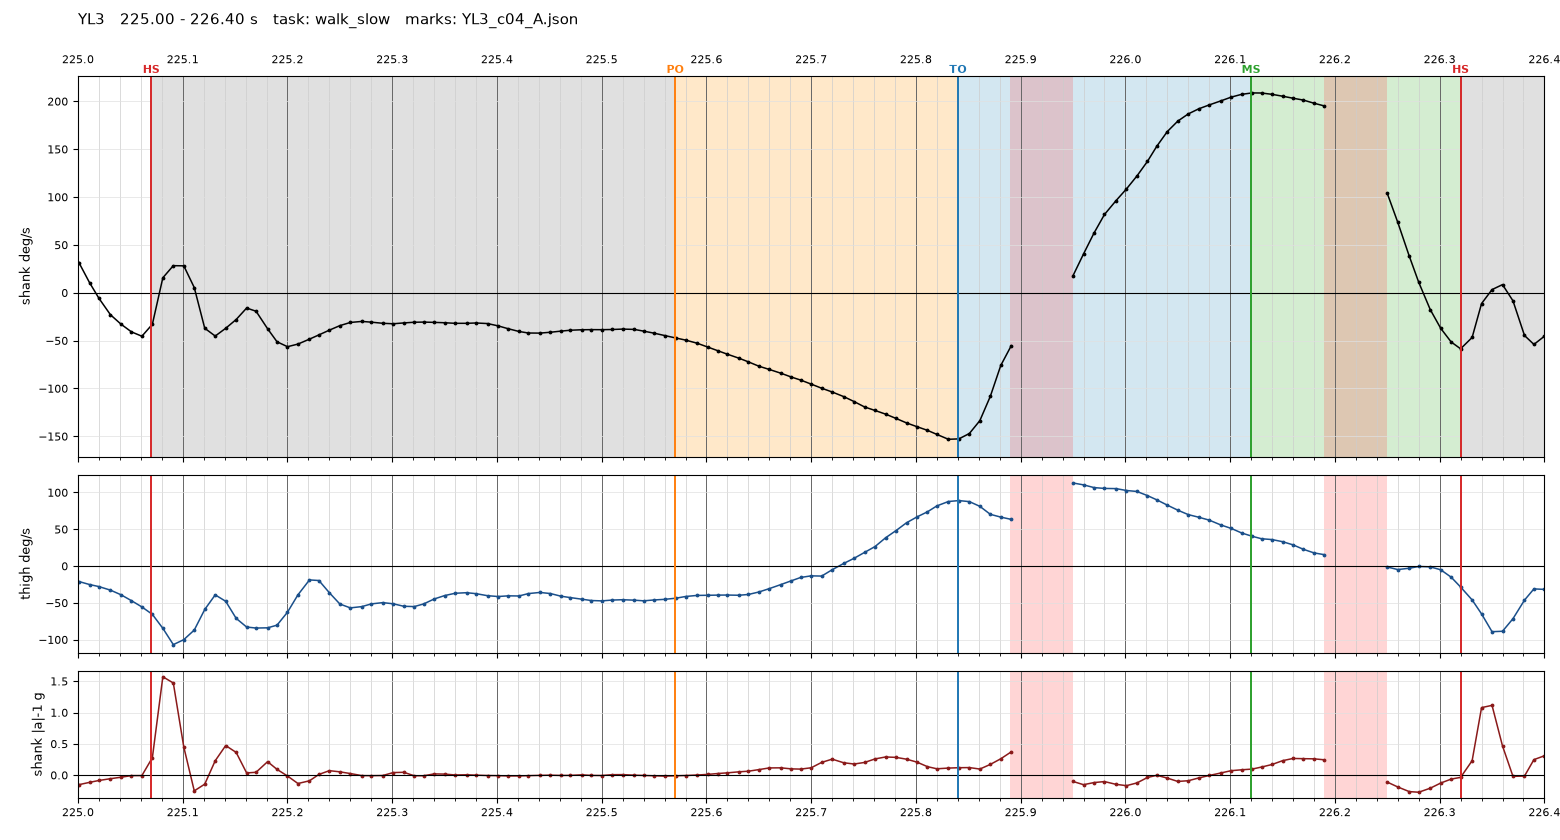 YL3   225.00 - 226.40 s   task: walk_slow   marks: YL3_c04_A.json
225.0 225.1 225.2 225.3 225.4 225.5 225.6 225.7 225.8 225.9 226.0 226.1 226.2 226.3 226.4
HS PO TO MS HS
shank deg/s
200
150
100
50
0
−50
−100
−150
thigh deg/s
100
50
0
−50
−100
shank |a|-1 g
1.5
1.0
0.5
0.0
225.0 225.1 225.2 225.3 225.4 225.5 225.6 225.7 225.8 225.9 226.0 226.1 226.2 226.3 226.4